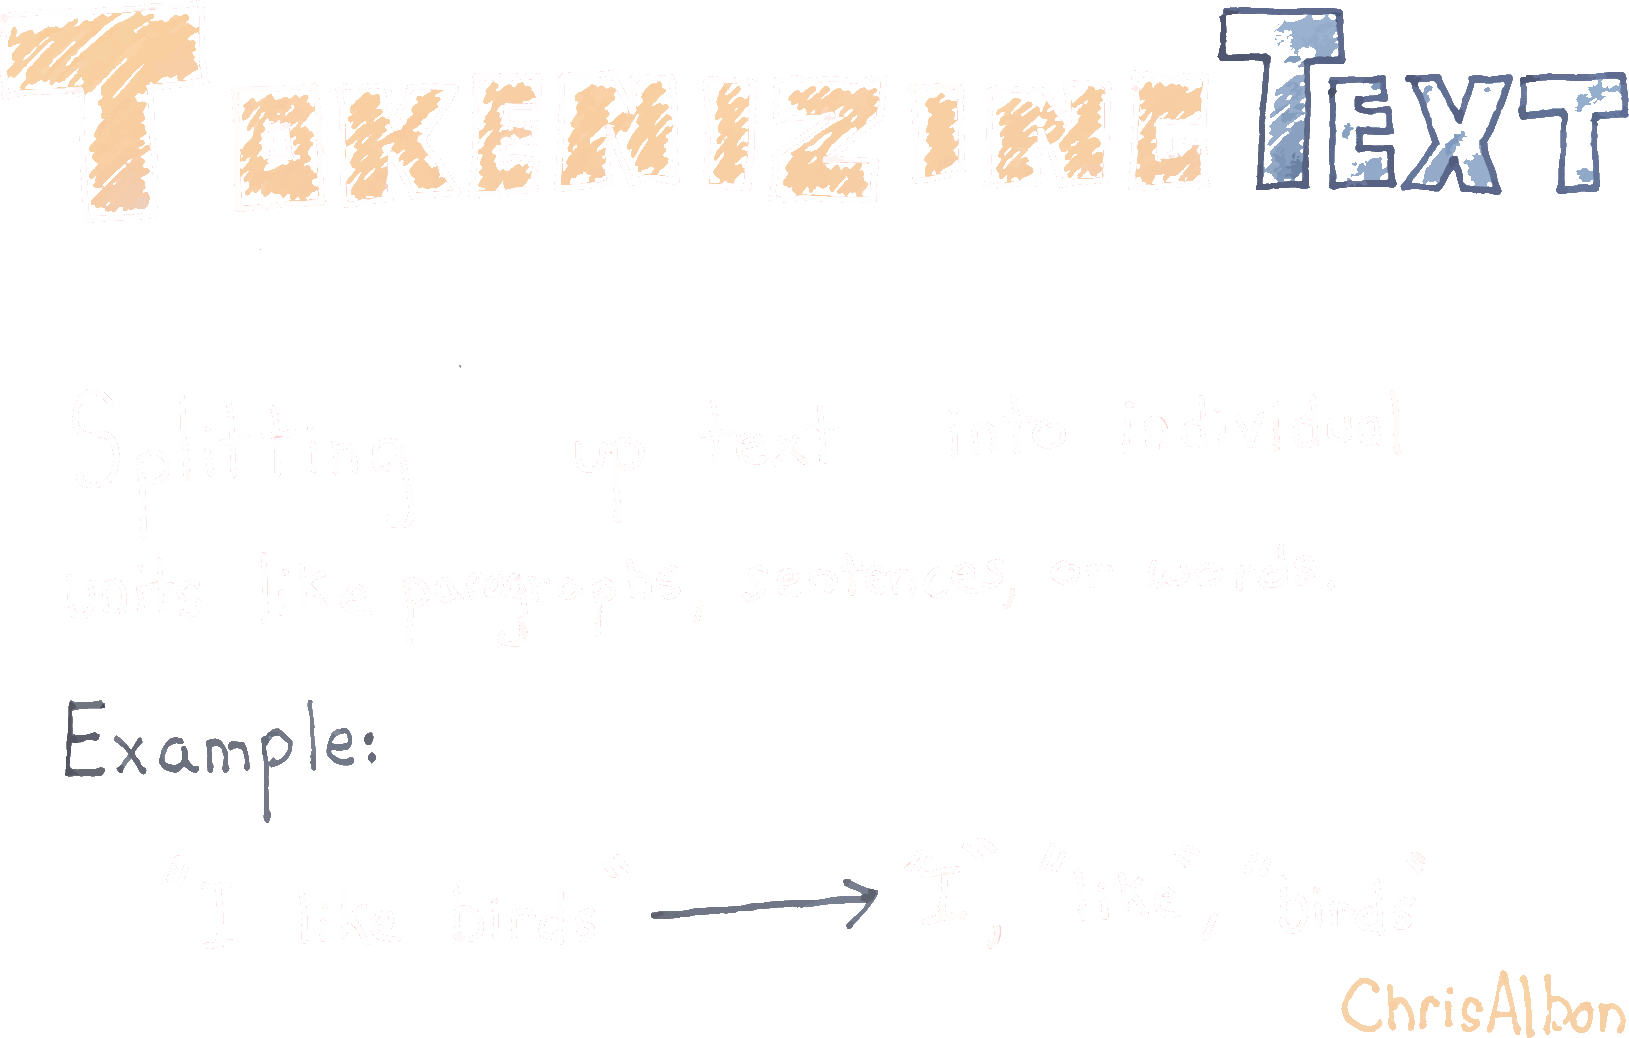 TOKENIZING TEXT
Splitting up text into individual
units like paragraphs, sentences, or words.
Example:
"I like birds" → "I", "like", "birds"
ChrisAlbon